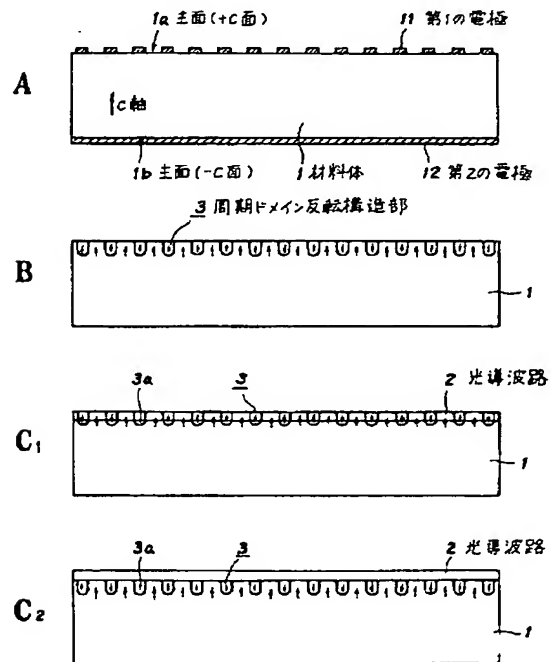 1a 主面(+C面) 11 第1の電極
A
C軸
1b 主面(-C面) 1 材料体 12 第2の電極
3 周期ドメイン反転構造部
B
1
3a 3 2 光導波路
C1
1
3a 3 2 光導波路
C2
1